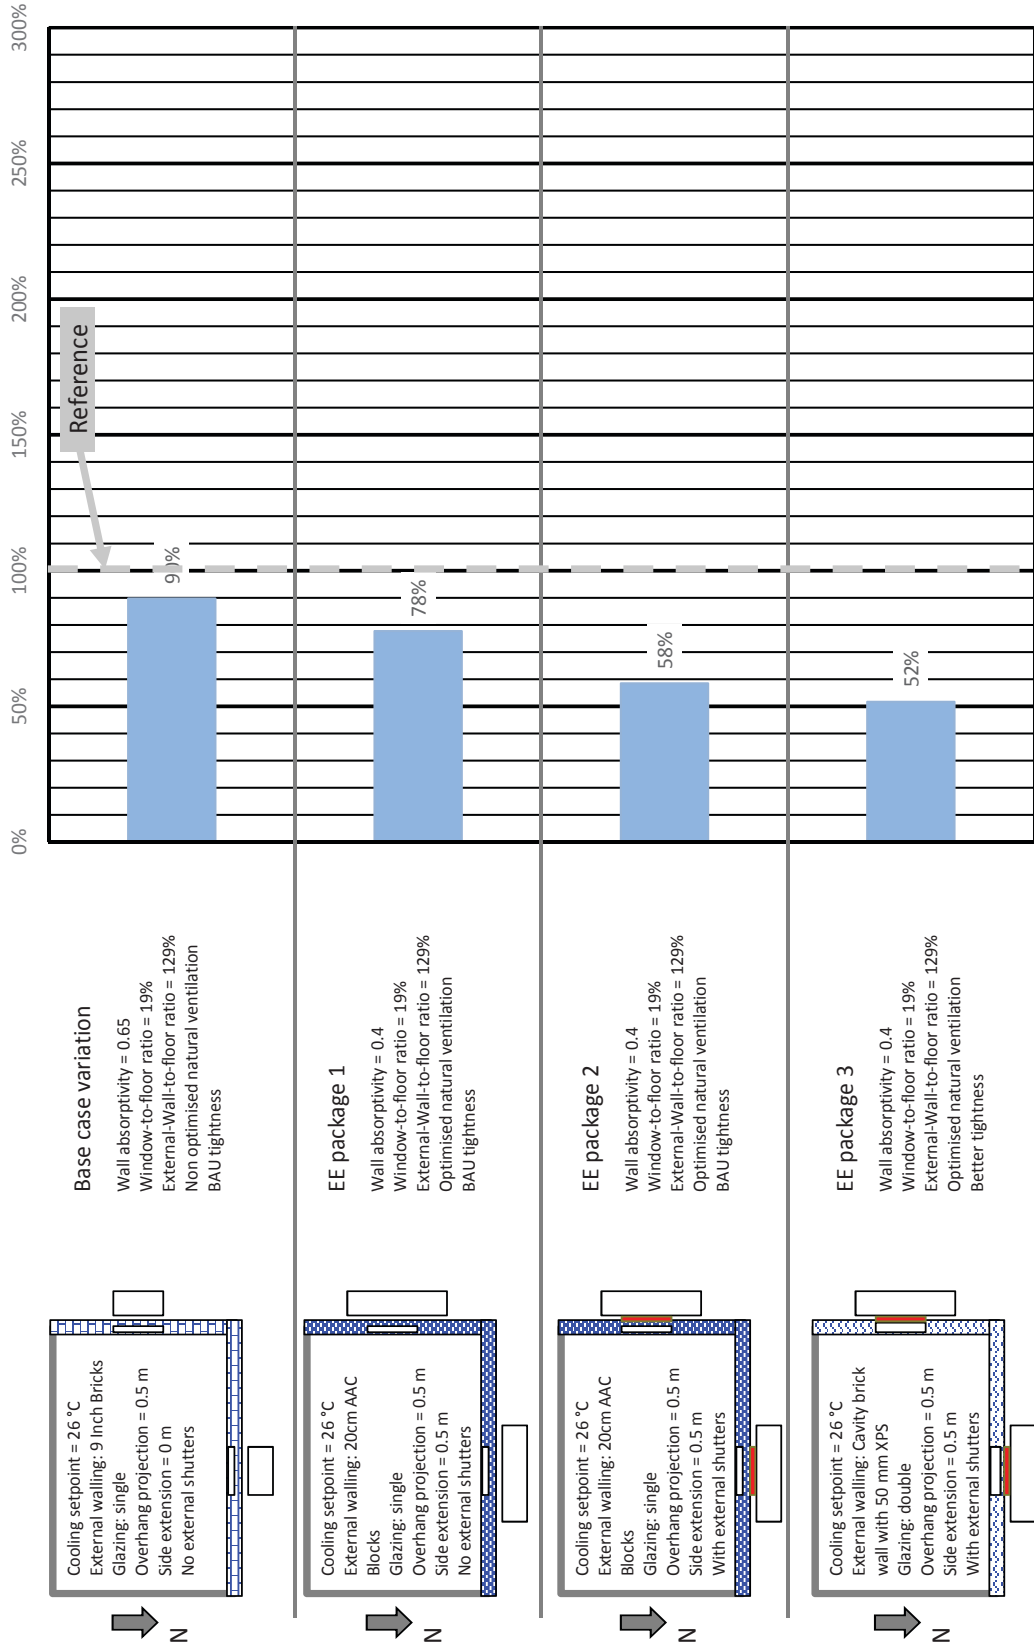 0%
50%
100%
150%
200%
250%
300%
Reference
Cooling setpoint = 26 °C
External walling: 9 Inch Bricks
Glazing: single
Overhang projection = 0.5 m
Side extension = 0 m
No external shutters
N
Base case variation
Wall absorptivity = 0.65
Window-to-floor ratio = 19%
External-Wall-to-floor ratio = 129%
Non optimised natural ventilation
BAU tightness
90%
Cooling setpoint = 26 °C
External walling: 20cm AAC
Blocks
Glazing: single
Overhang projection = 0.5 m
Side extension = 0.5 m
No external shutters
N
EE package 1
Wall absorptivity = 0.4
Window-to-floor ratio = 19%
External-Wall-to-floor ratio = 129%
Optimised natural ventilation
BAU tightness
78%
Cooling setpoint = 26 °C
External walling: 20cm AAC
Blocks
Glazing: single
Overhang projection = 0.5 m
Side extension = 0.5 m
With external shutters
N
EE package 2
Wall absorptivity = 0.4
Window-to-floor ratio = 19%
External-Wall-to-floor ratio = 129%
Optimised natural ventilation
BAU tightness
58%
Cooling setpoint = 26 °C
External walling: Cavity brick
wall with 50 mm XPS
Glazing: double
Overhang projection = 0.5 m
Side extension = 0.5 m
With external shutters
N
EE package 3
Wall absorptivity = 0.4
Window-to-floor ratio = 19%
External-Wall-to-floor ratio = 129%
Optimised natural ventilation
Better tightness
52%